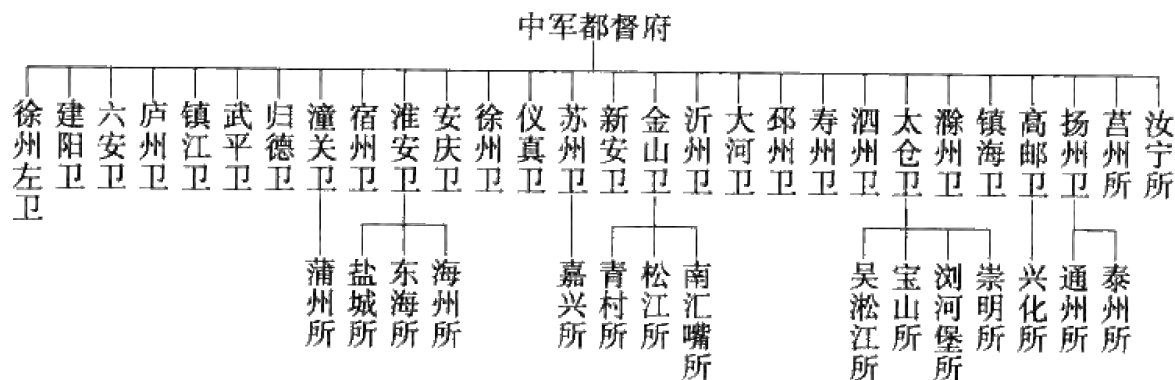 中军都督府
徐州左卫
建阳卫
六安卫
庐州卫
镇江卫
武平卫
归德卫
潼关卫
宿州卫
淮安卫
安庆卫
徐州卫
仪真卫
苏州卫
新安卫
金山卫
沂州卫
大河卫
邳州卫
寿州卫
泗州卫
太仓卫
滁州卫
镇海卫
高邮卫
扬州卫
莒州所
汝宁所
蒲州所
盐城所
东海所
海州所
嘉兴所
青村所
松江所
南汇嘴所
吴淞江所
宝山所
浏河堡所
崇明所
兴化所
通州所
泰州所